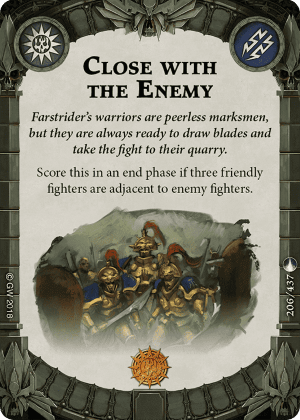 CLOSE WITH
THE ENEMY
Farstrider's warriors are peerless marksmen,
but they are always ready to draw blades and
take the fight to their quarry.
Score this in an end phase if three friendly
fighters are adjacent to enemy fighters.
© GW 2018
206/437